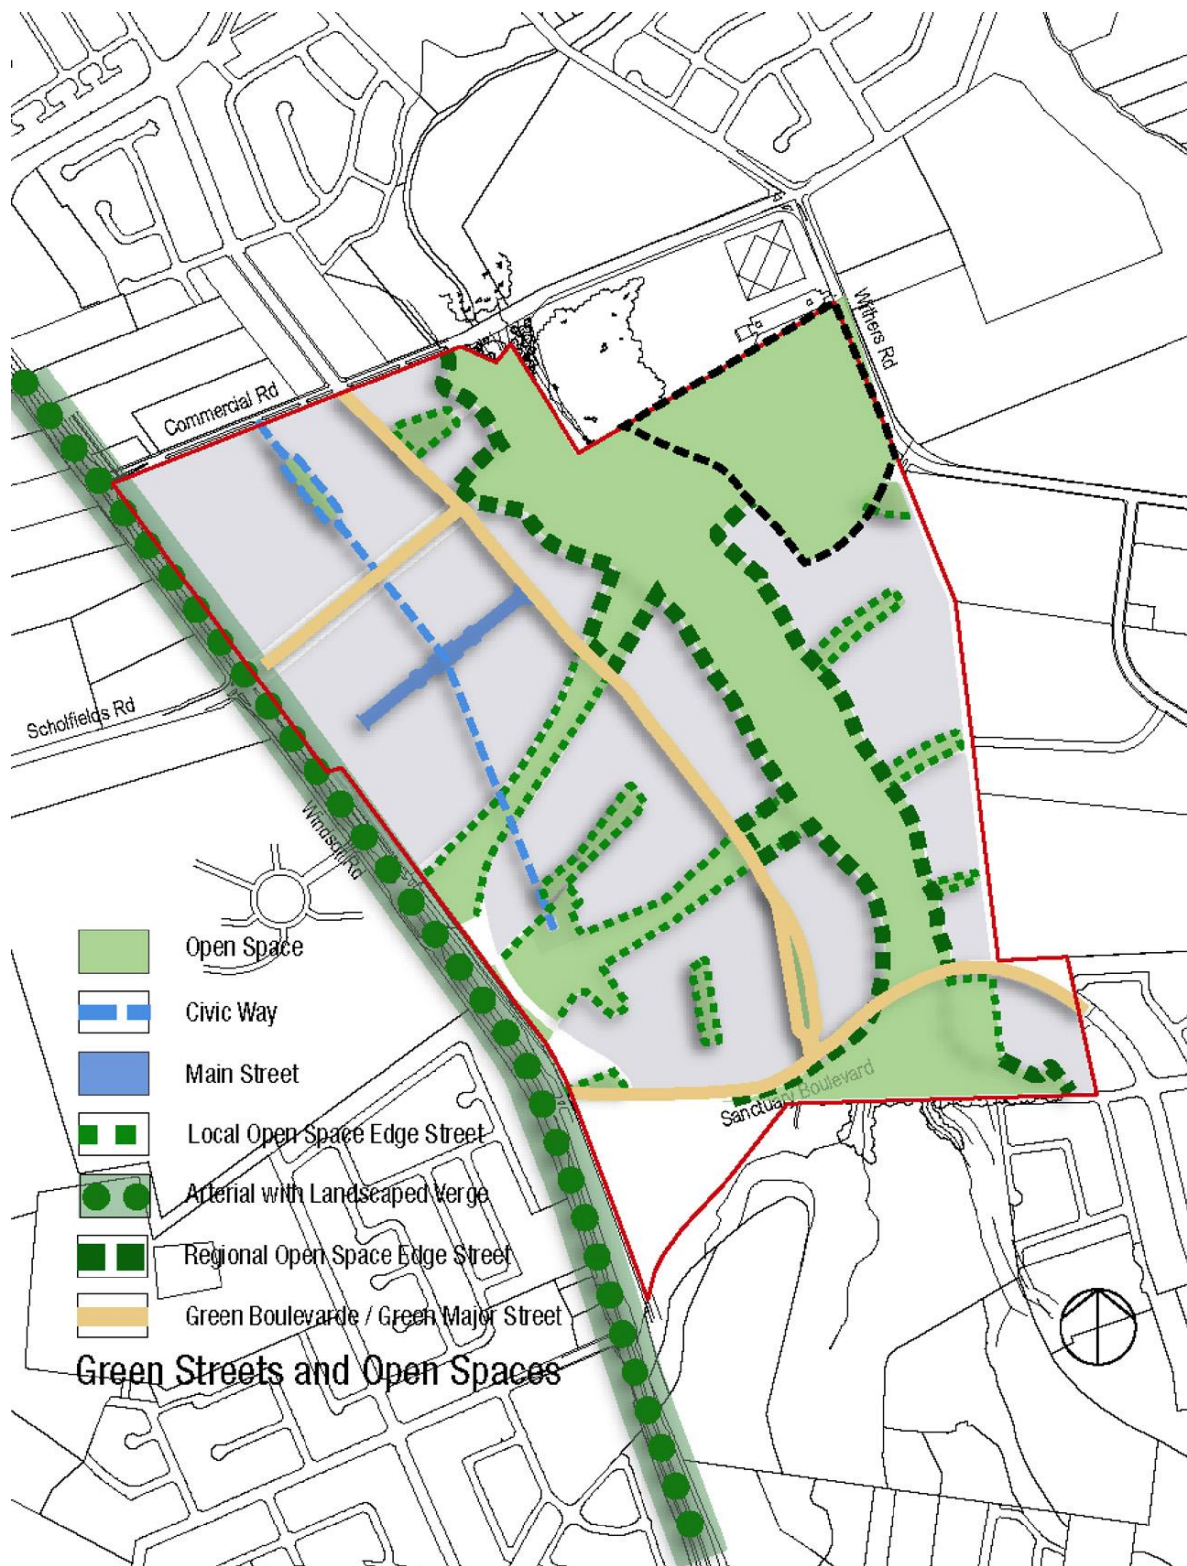 Withers Rd
Commercial Rd
Scholfields Rd
Windsor Rd
Open Space
Civic Way
Main Street
Sanctuary Boulevard
Local Open Space Edge Street
Arterial with Landscaped Verge
Regional Open Space Edge Street
Green Boulevarde / Green Major Street
Green Streets and Open Spaces